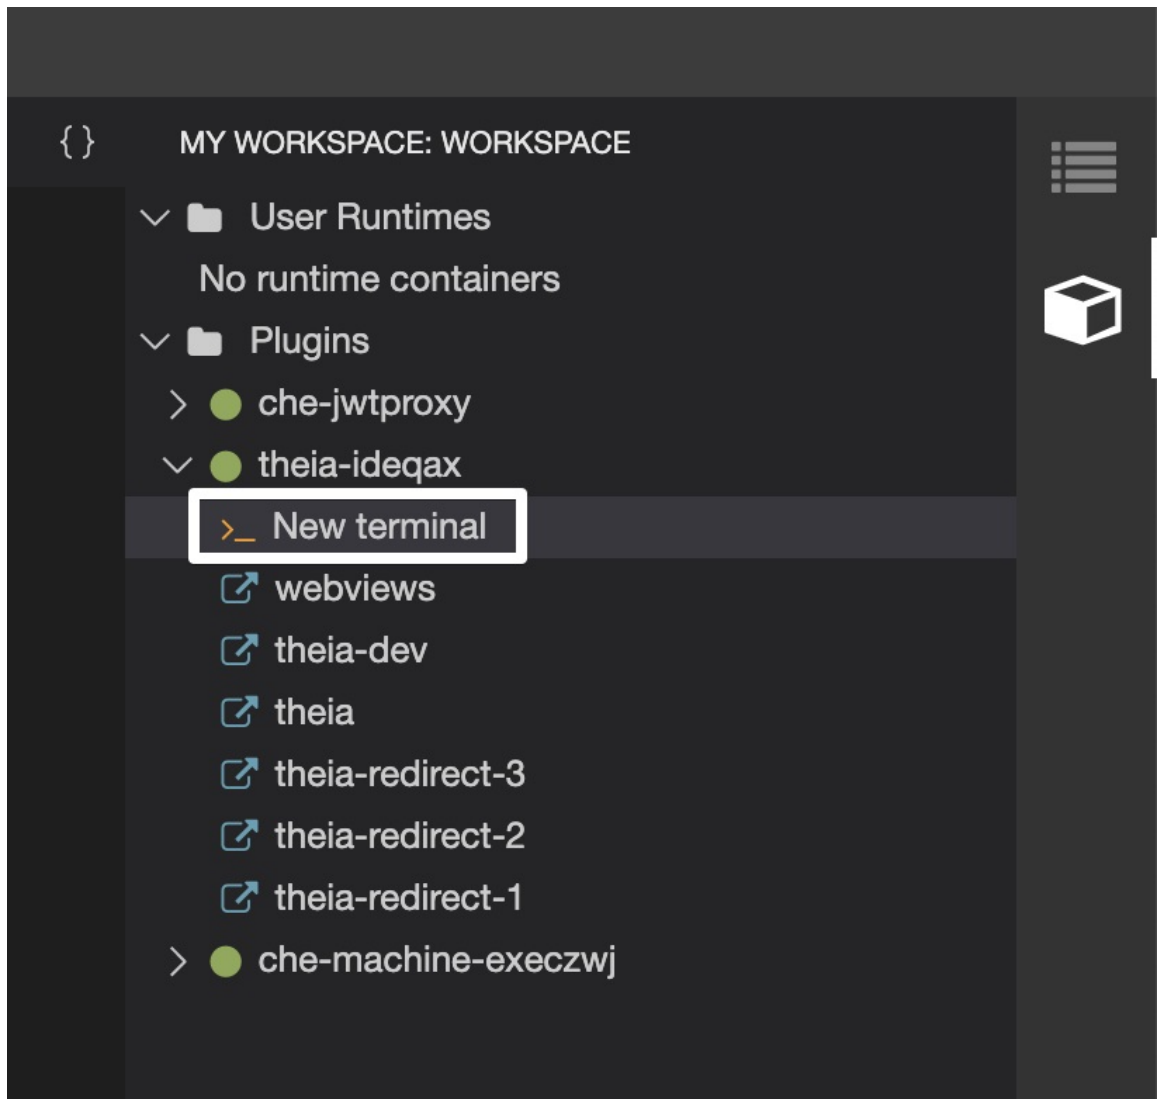 {} MY WORKSPACE: WORKSPACE
User Runtimes
No runtime containers
Plugins
che-jwtproxy
theia-ideqax
>_ New terminal
webviews
theia-dev
theia
theia-redirect-3
theia-redirect-2
theia-redirect-1
che-machine-execzwj